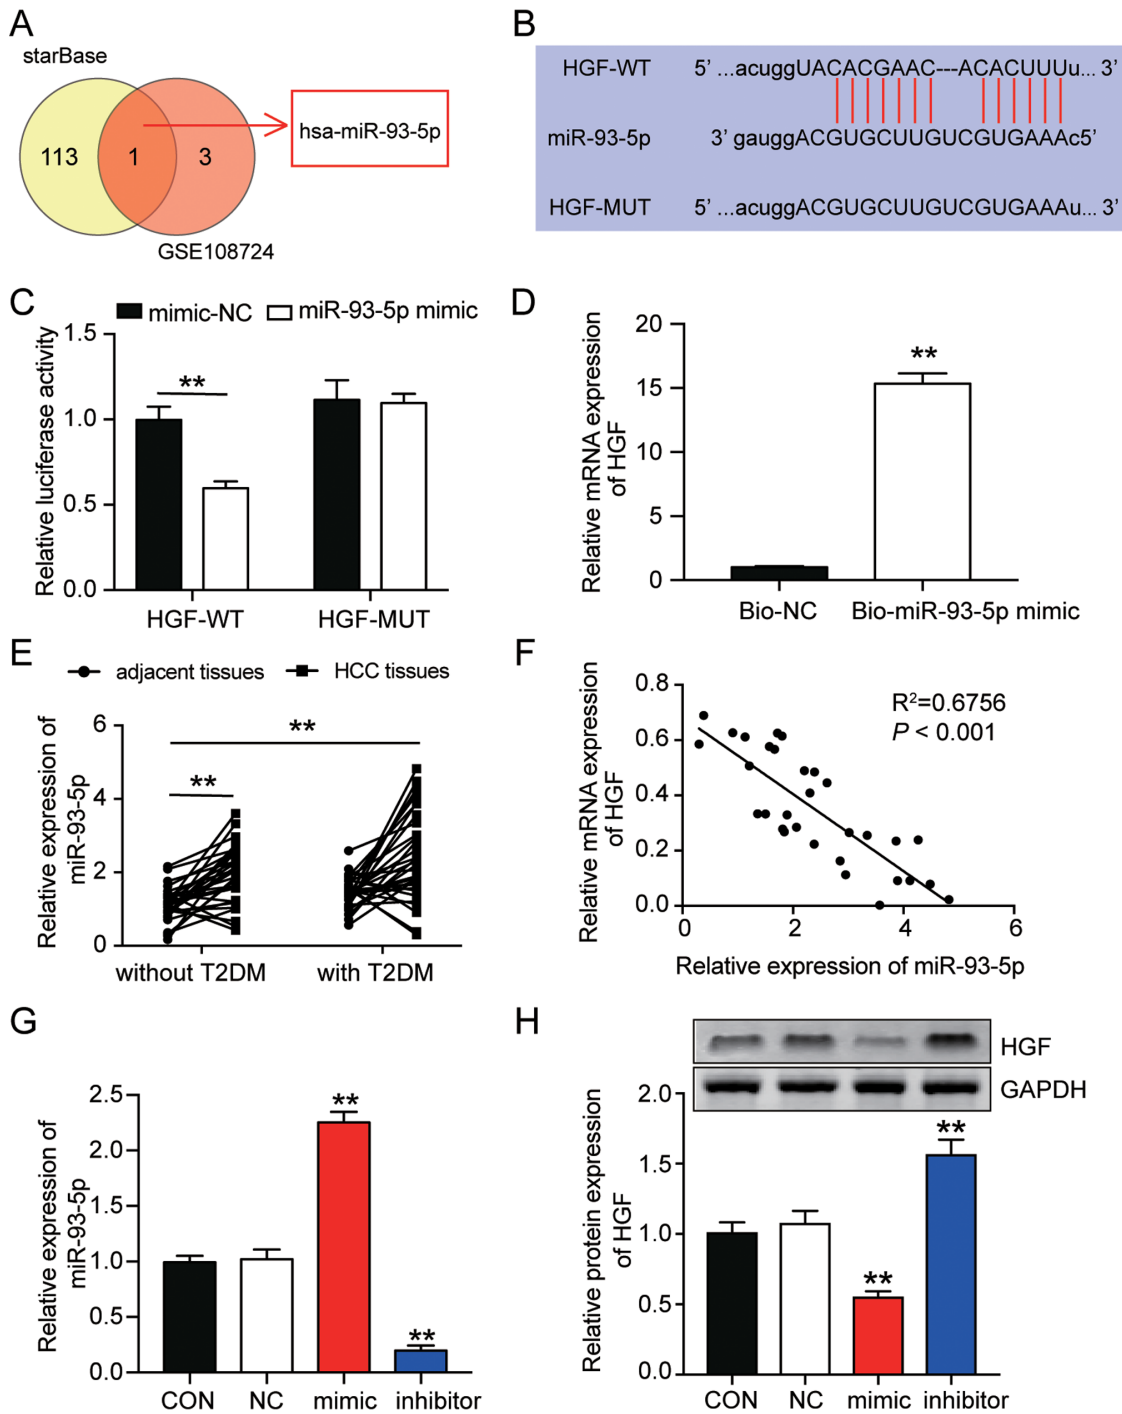 A
starBase
113
1
3
hsa-miR-93-5p
GSE108724
B
HGF-WT 5’ ...acuggUACACGAAC---ACACUUUu... 3’
miR-93-5p 3’ gauggACGUGCUUGUCGUGAAAc5’
HGF-MUT 5’ ...acuggACGUGCUUGUCGUGAAAu... 3’
C
mimic-NC miR-93-5p mimic
Relative luciferase activity
1.5
1.0
0.5
0.0
**
HGF-WT HGF-MUT
D
Relative mRNA expression
of HGF
20
15
10
5
0
**
Bio-NC Bio-miR-93-5p mimic
E
adjacent tissues HCC tissues
Relative expression of
miR-93-5p
6
4
2
0
**
**
without T2DM with T2DM
F
Relative mRNA expression
of HGF
0.8
0.6
0.4
0.2
0.0
R²=0.6756
P < 0.001
0 2 4 6
Relative expression of miR-93-5p
G
Relative expression of
miR-93-5p
2.5
2.0
1.5
1.0
0.5
0.0
**
**
CON NC mimic inhibitor
H
HGF
GAPDH
Relative protein expression
of HGF
2.0
1.5
1.0
0.5
0.0
**
**
CON NC mimic inhibitor